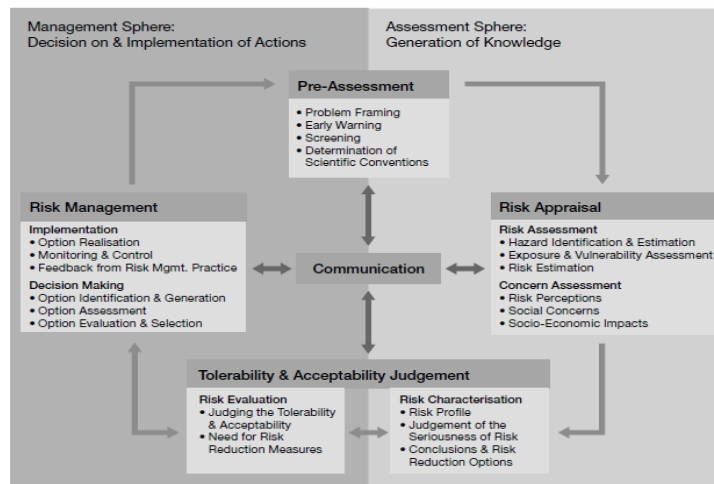 Management Sphere:
Decision on & Implementation of Actions
Assessment Sphere:
Generation of Knowledge
Pre-Assessment
• Problem Framing
• Early Warning
• Screening
• Determination of
Scientific Conventions
Risk Management
Implementation
• Option Realisation
• Monitoring & Control
• Feedback from Risk Mgmt. Practice
Decision Making
• Option Identification & Generation
• Option Assessment
• Option Evaluation & Selection
Communication
Risk Appraisal
Risk Assessment
• Hazard Identification & Estimation
• Exposure & Vulnerability Assessment
• Risk Estimation
Concern Assessment
• Risk Perceptions
• Social Concerns
• Socio-Economic Impacts
Tolerability & Acceptability Judgement
Risk Evaluation
• Judging the Tolerability
& Acceptability
• Need for Risk
Reduction Measures
Risk Characterisation
• Risk Profile
• Judgement of the
Seriousness of Risk
• Conclusions & Risk
Reduction Options